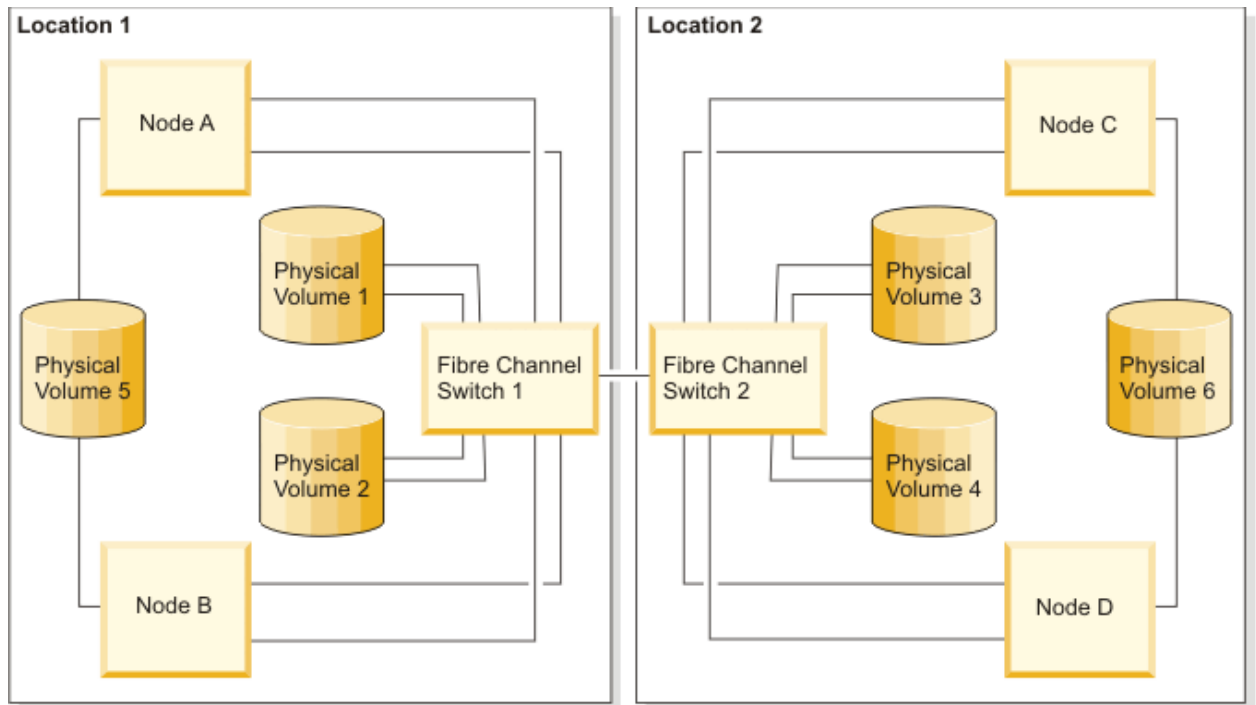 Location 1
Node A
Physical
Volume 1
Physical
Volume 5
Fibre Channel
Switch 1
Physical
Volume 2
Node B
Location 2
Node C
Physical
Volume 3
Fibre Channel
Switch 2
Physical
Volume 6
Physical
Volume 4
Node D